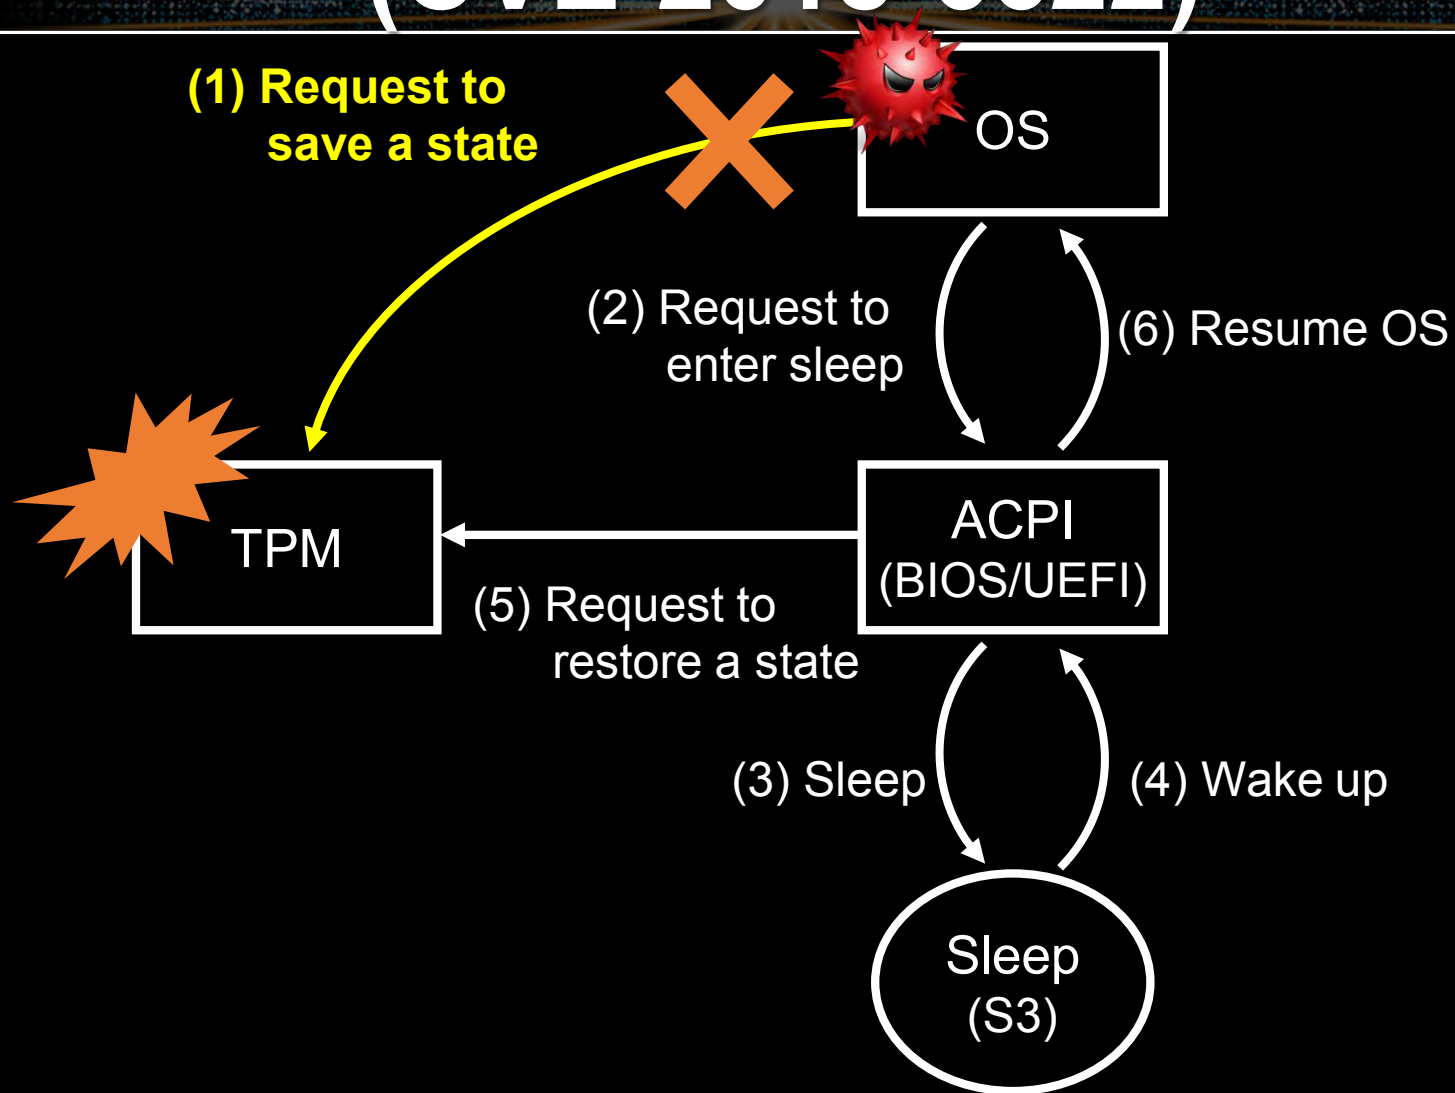 (1) Request to
save a state
OS
(2) Request to
enter sleep
(6) Resume OS
TPM
ACPI
(BIOS/UEFI)
(5) Request to
restore a state
(3) Sleep
(4) Wake up
Sleep
(S3)